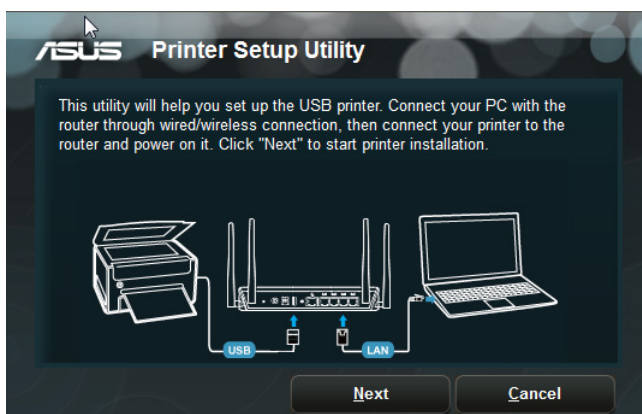 ASUS Printer Setup Utility
This utility will help you set up the USB printer. Connect your PC with the
router through wired/wireless connection, then connect your printer to the
router and power on it. Click "Next" to start printer installation.
USB
LAN
Next
Cancel